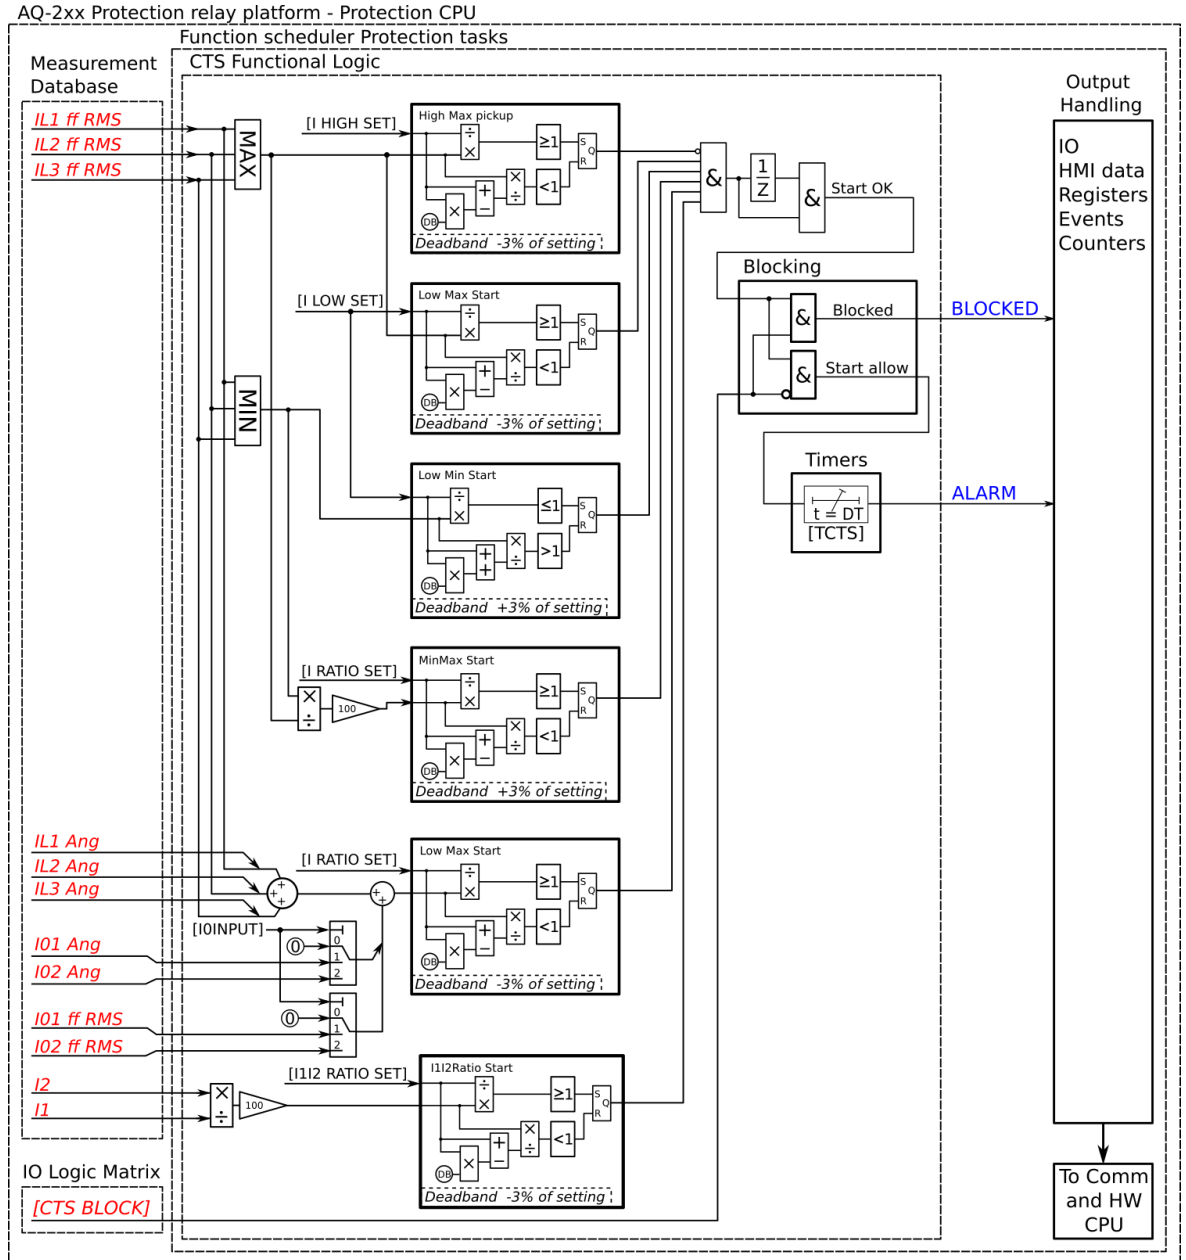 AQ-2xx Protection relay platform - Protection CPU
Function scheduler Protection tasks
CTS Functional Logic
Measurement
Database
IL1 ff RMS
IL2 ff RMS
IL3 ff RMS
MAX
MIN
[I HIGH SET]
High Max pickup
÷
×
≥1
S
R
Q
×
÷
<1
+
−
×
DB
Deadband -3% of setting
[I LOW SET]
Low Max Start
÷
×
≥1
S
R
Q
×
÷
<1
+
−
×
DB
Deadband -3% of setting
Low Min Start
÷
×
≤1
S
R
Q
×
÷
>1
+
+
×
DB
Deadband +3% of setting
[I RATIO SET]
×
÷
100
MinMax Start
÷
×
≥1
S
R
Q
×
÷
<1
+
−
×
DB
Deadband +3% of setting
IL1 Ang
IL2 Ang
IL3 Ang
+
+
+
+
+
[I RATIO SET]
Low Max Start
÷
×
≥1
S
R
Q
×
÷
<1
+
−
×
DB
Deadband -3% of setting
[I0INPUT]
I01 Ang
I02 Ang
0
0
1
2
I01 ff RMS
I02 ff RMS
0
0
1
2
I2
I1
×
÷
100
[I1I2 RATIO SET]
I1I2Ratio Start
÷
×
≥1
S
R
Q
×
÷
<1
+
−
×
DB
Deadband -3% of setting
IO Logic Matrix
[CTS BLOCK]
&
1
Z
&
Start OK
Blocking
&
Blocked
&
Start allow
BLOCKED
Timers
t = DT
[TCTS]
ALARM
Output
Handling
IO
HMI data
Registers
Events
Counters
To Comm
and HW
CPU